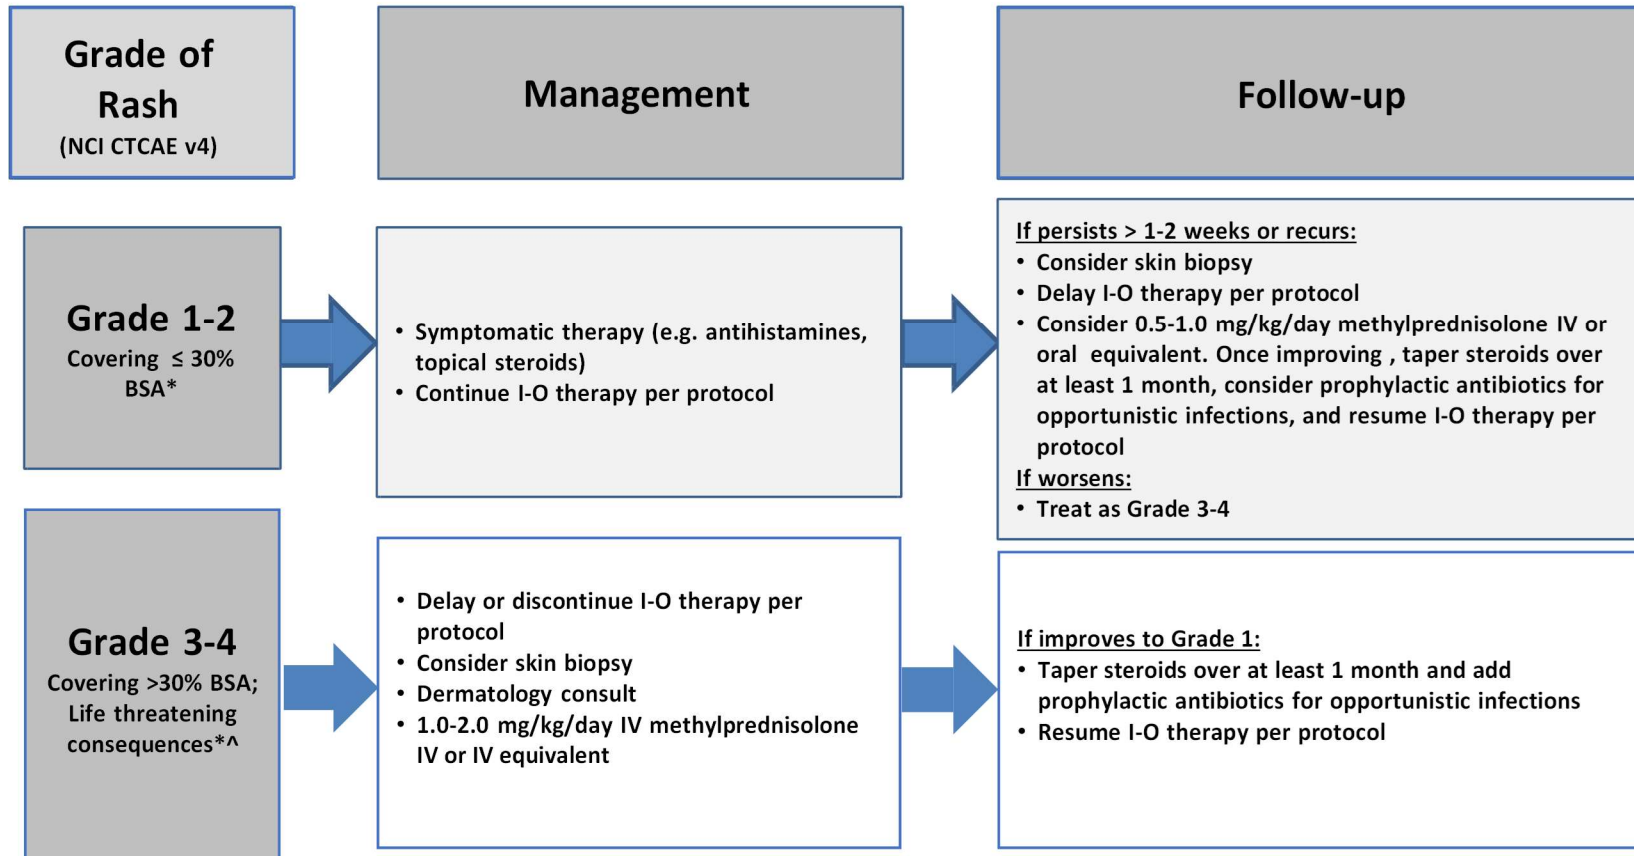 Grade of
Rash
(NCI CTCAE v4)
Management
Follow-up
Grade 1-2
Covering ≤ 30%
BSA*
• Symptomatic therapy (e.g. antihistamines,
topical steroids)
• Continue I-O therapy per protocol
If persists > 1-2 weeks or recurs:
• Consider skin biopsy
• Delay I-O therapy per protocol
• Consider 0.5-1.0 mg/kg/day methylprednisolone IV or
oral equivalent. Once improving , taper steroids over
at least 1 month, consider prophylactic antibiotics for
opportunistic infections, and resume I-O therapy per
protocol
If worsens:
• Treat as Grade 3-4
Grade 3-4
Covering >30% BSA;
Life threatening
consequences*^
• Delay or discontinue I-O therapy per
protocol
• Consider skin biopsy
• Dermatology consult
• 1.0-2.0 mg/kg/day IV methylprednisolone
IV or IV equivalent
If improves to Grade 1:
• Taper steroids over at least 1 month and add
prophylactic antibiotics for opportunistic infections
• Resume I-O therapy per protocol